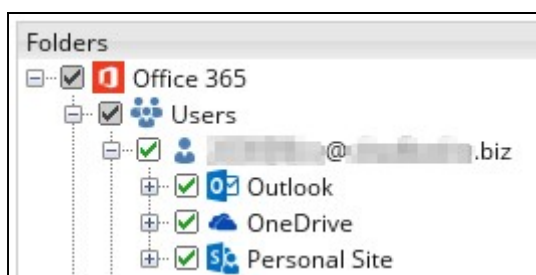 Folders
Office 365
Users
@ .biz
Outlook
OneDrive
Personal Site